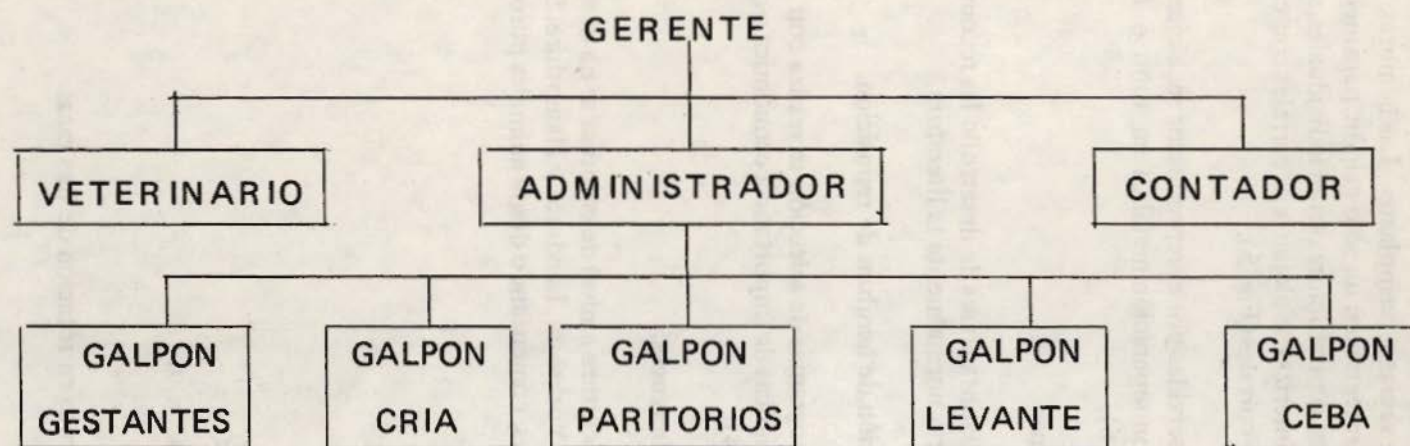 GERENTE
VETERINARIO
ADMINISTRADOR
CONTADOR
GALPON
GESTANTES
GALPON
CRIA
GALPON
PARITORIOS
GALPON
LEVANTE
GALPON
CEBA